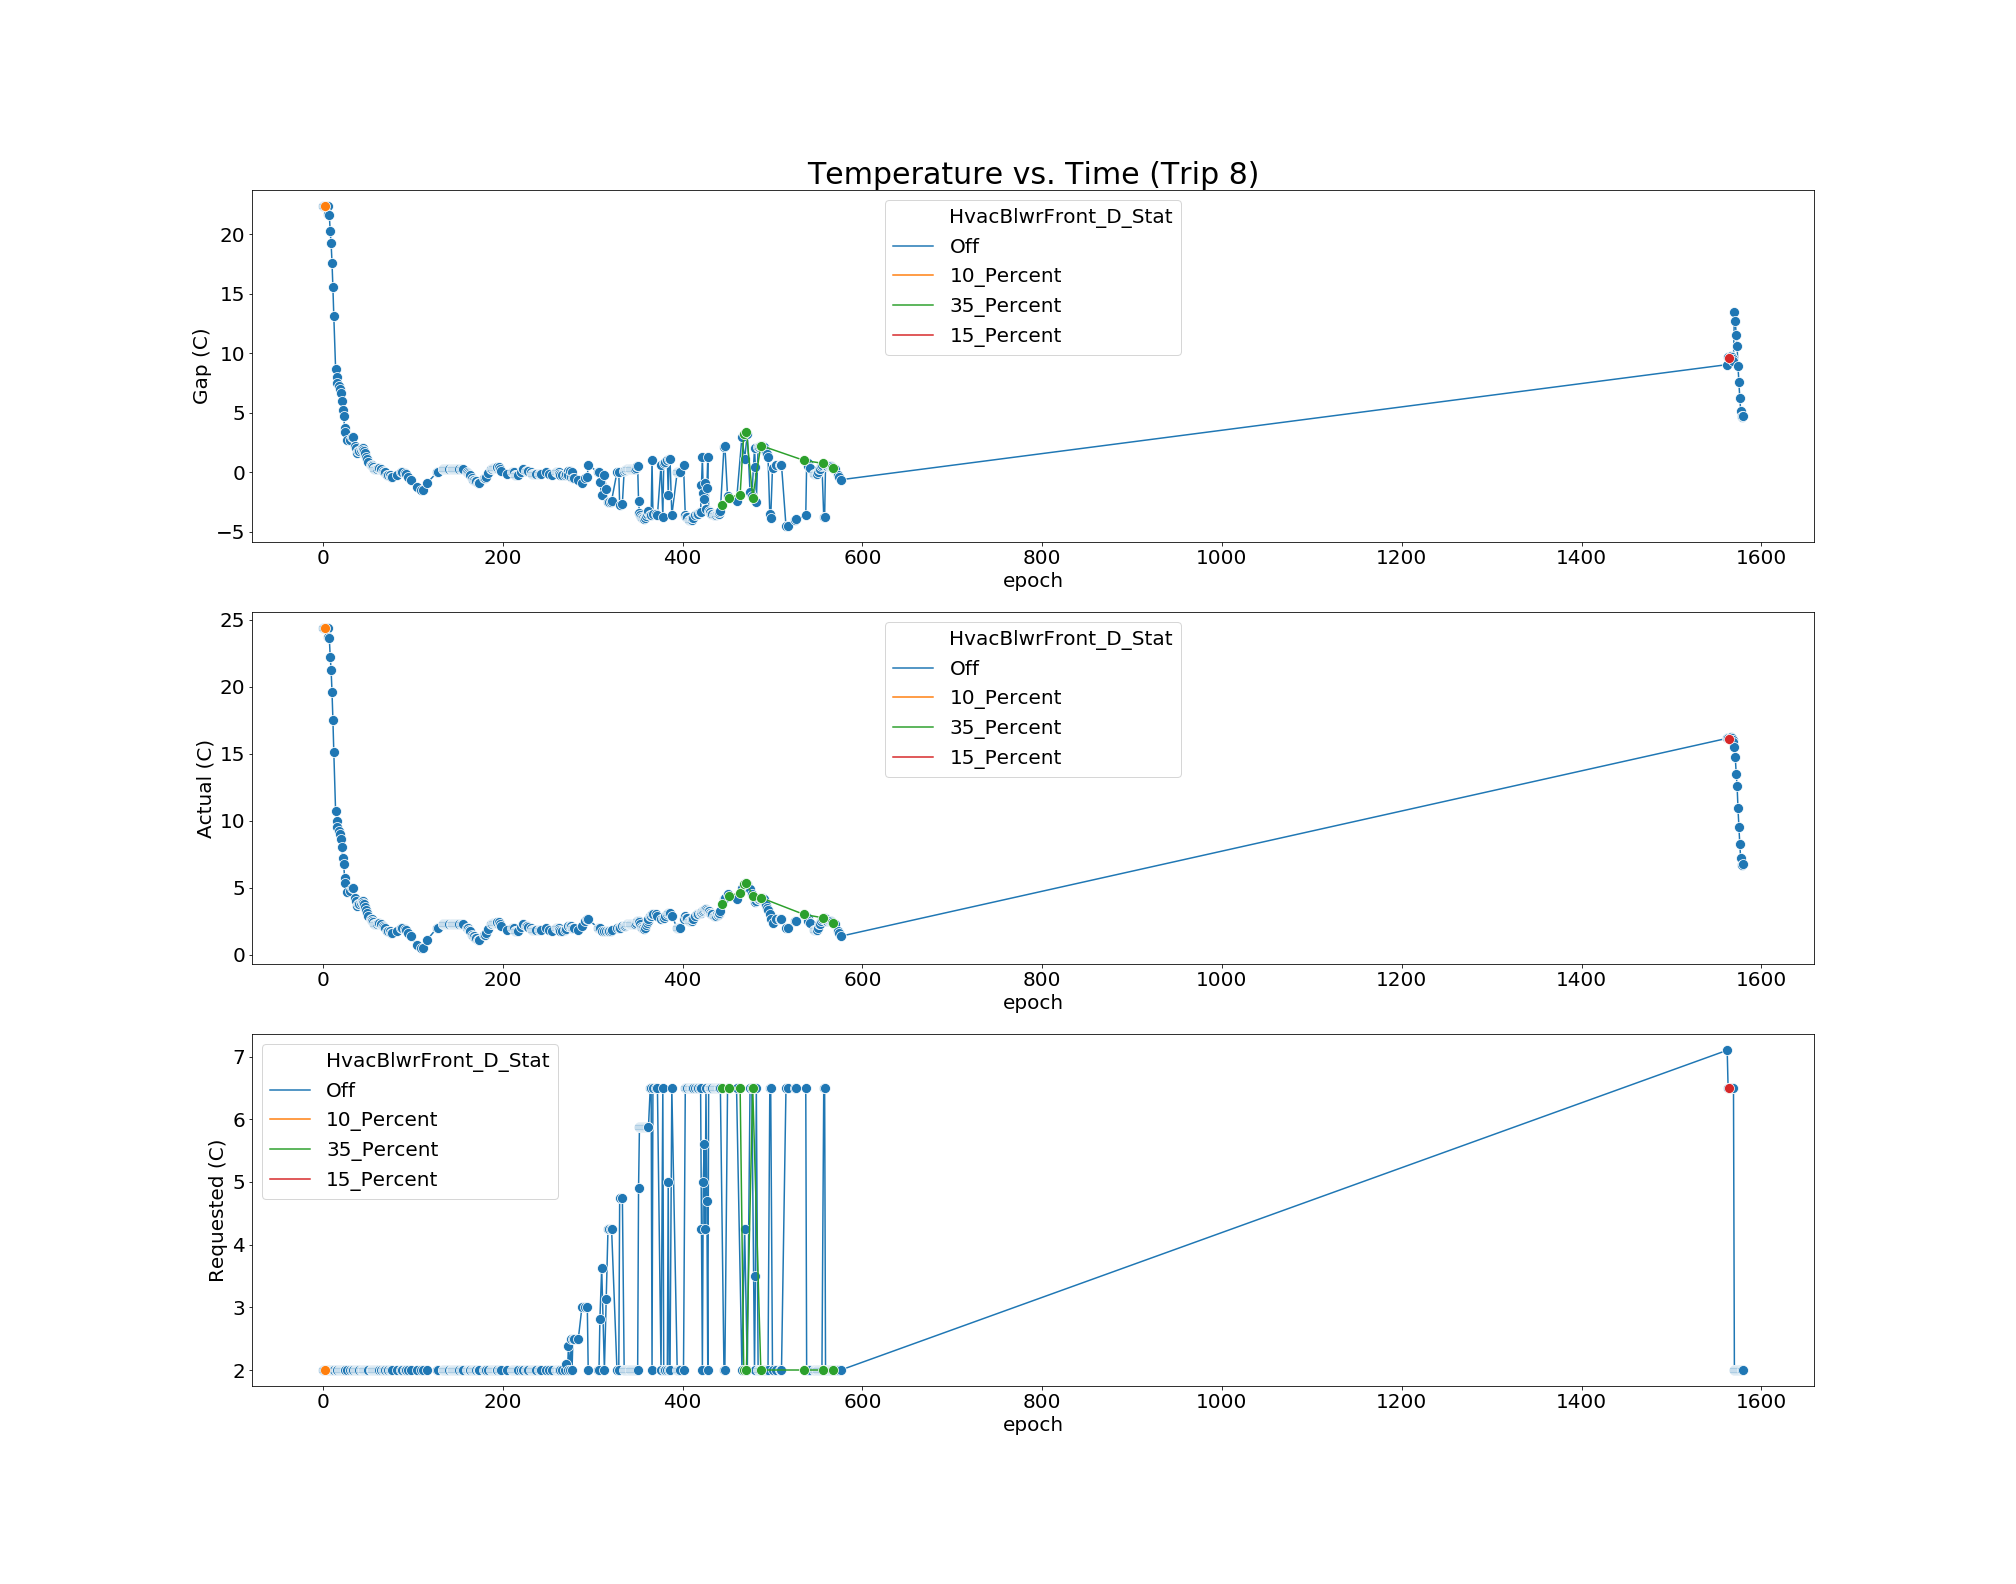 Temperature vs. Time (Trip 8)
Gap (C)
20
15
10
5
0
−5
HvacBlwrFront_D_Stat
Off
10_Percent
35_Percent
15_Percent
0 200 400 600 800 1000 1200 1400 1600
epoch
Actual (C)
25
20
15
10
5
0
HvacBlwrFront_D_Stat
Off
10_Percent
35_Percent
15_Percent
0 200 400 600 800 1000 1200 1400 1600
epoch
Requested (C)
7
6
5
4
3
2
HvacBlwrFront_D_Stat
Off
10_Percent
35_Percent
15_Percent
0 200 400 600 800 1000 1200 1400 1600
epoch